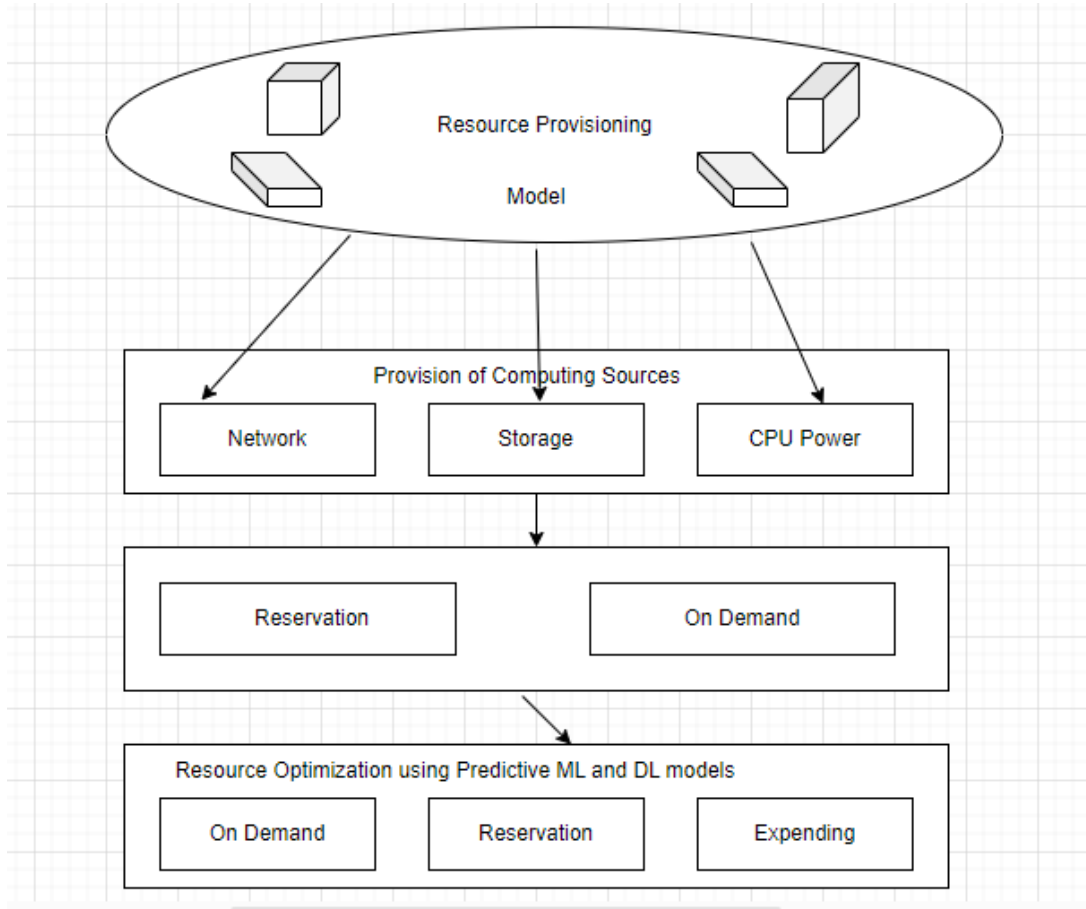 Resource Provisioning
Model
Provision of Computing Sources
Network
Storage
CPU Power
Reservation
On Demand
Resource Optimization using Predictive ML and DL models
On Demand
Reservation
Expending